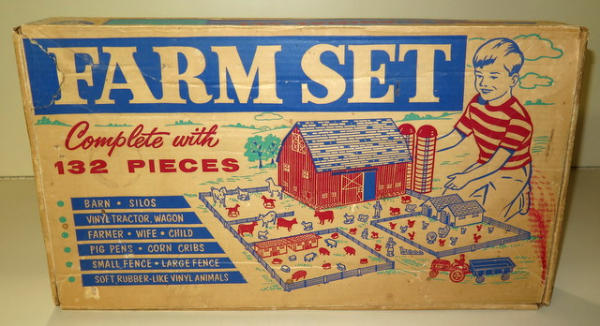 FARM SET
Complete with
132 PIECES
BARN · SILOS
VINYL TRACTOR, WAGON
FARMER · WIFE · CHILD
PIG PENS · CORN CRIBS
SMALL FENCE · LARGE FENCE
SOFT RUBBER-LIKE VINYL ANIMALS